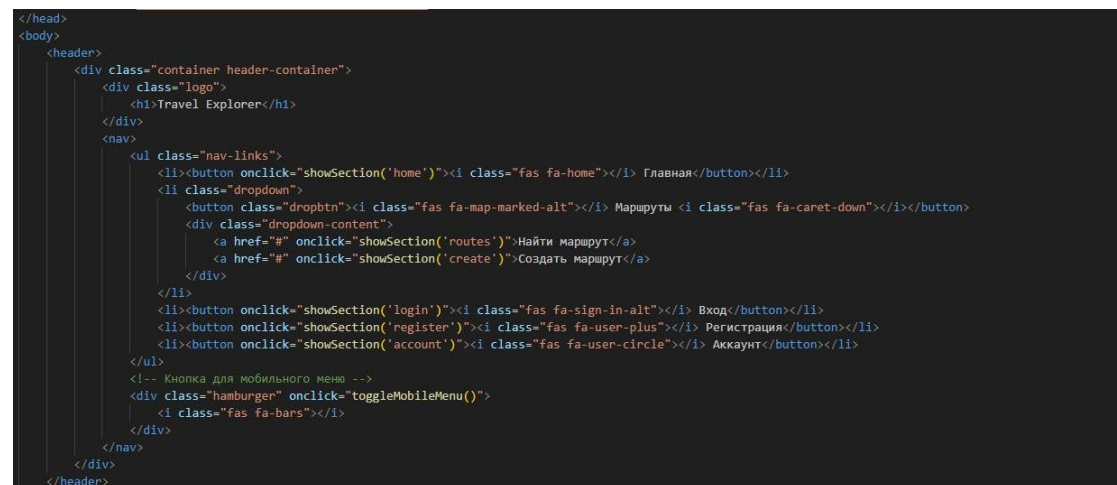 </head>
<body>
<header>
<div class="container header-container">
<div class="logo">
<h1>Travel Explorer</h1>
</div>
<nav>
<ul class="nav-links">
<li><button onclick="showSection('home')"><i class="fas fa-home"></i> Главная</button></li>
<li class="dropdown">
<button class="dropbtn"><i class="fas fa-map-marked-alt"></i> Маршруты <i class="fas fa-caret-down"></i></button>
<div class="dropdown-content">
<a href="#" onclick="showSection('routes')">Найти маршрут</a>
<a href="#" onclick="showSection('create')">Создать маршрут</a>
</div>
</li>
<li><button onclick="showSection('login')"><i class="fas fa-sign-in-alt"></i> Вход</button></li>
<li><button onclick="showSection('register')"><i class="fas fa-user-plus"></i> Регистрация</button></li>
<li><button onclick="showSection('account')"><i class="fas fa-user-circle"></i> Аккаунт</button></li>
</ul>
<!-- Кнопка для мобильного меню -->
<div class="hamburger" onclick="toggleMobileMenu()">
<i class="fas fa-bars"></i>
</div>
</nav>
</div>
</header>